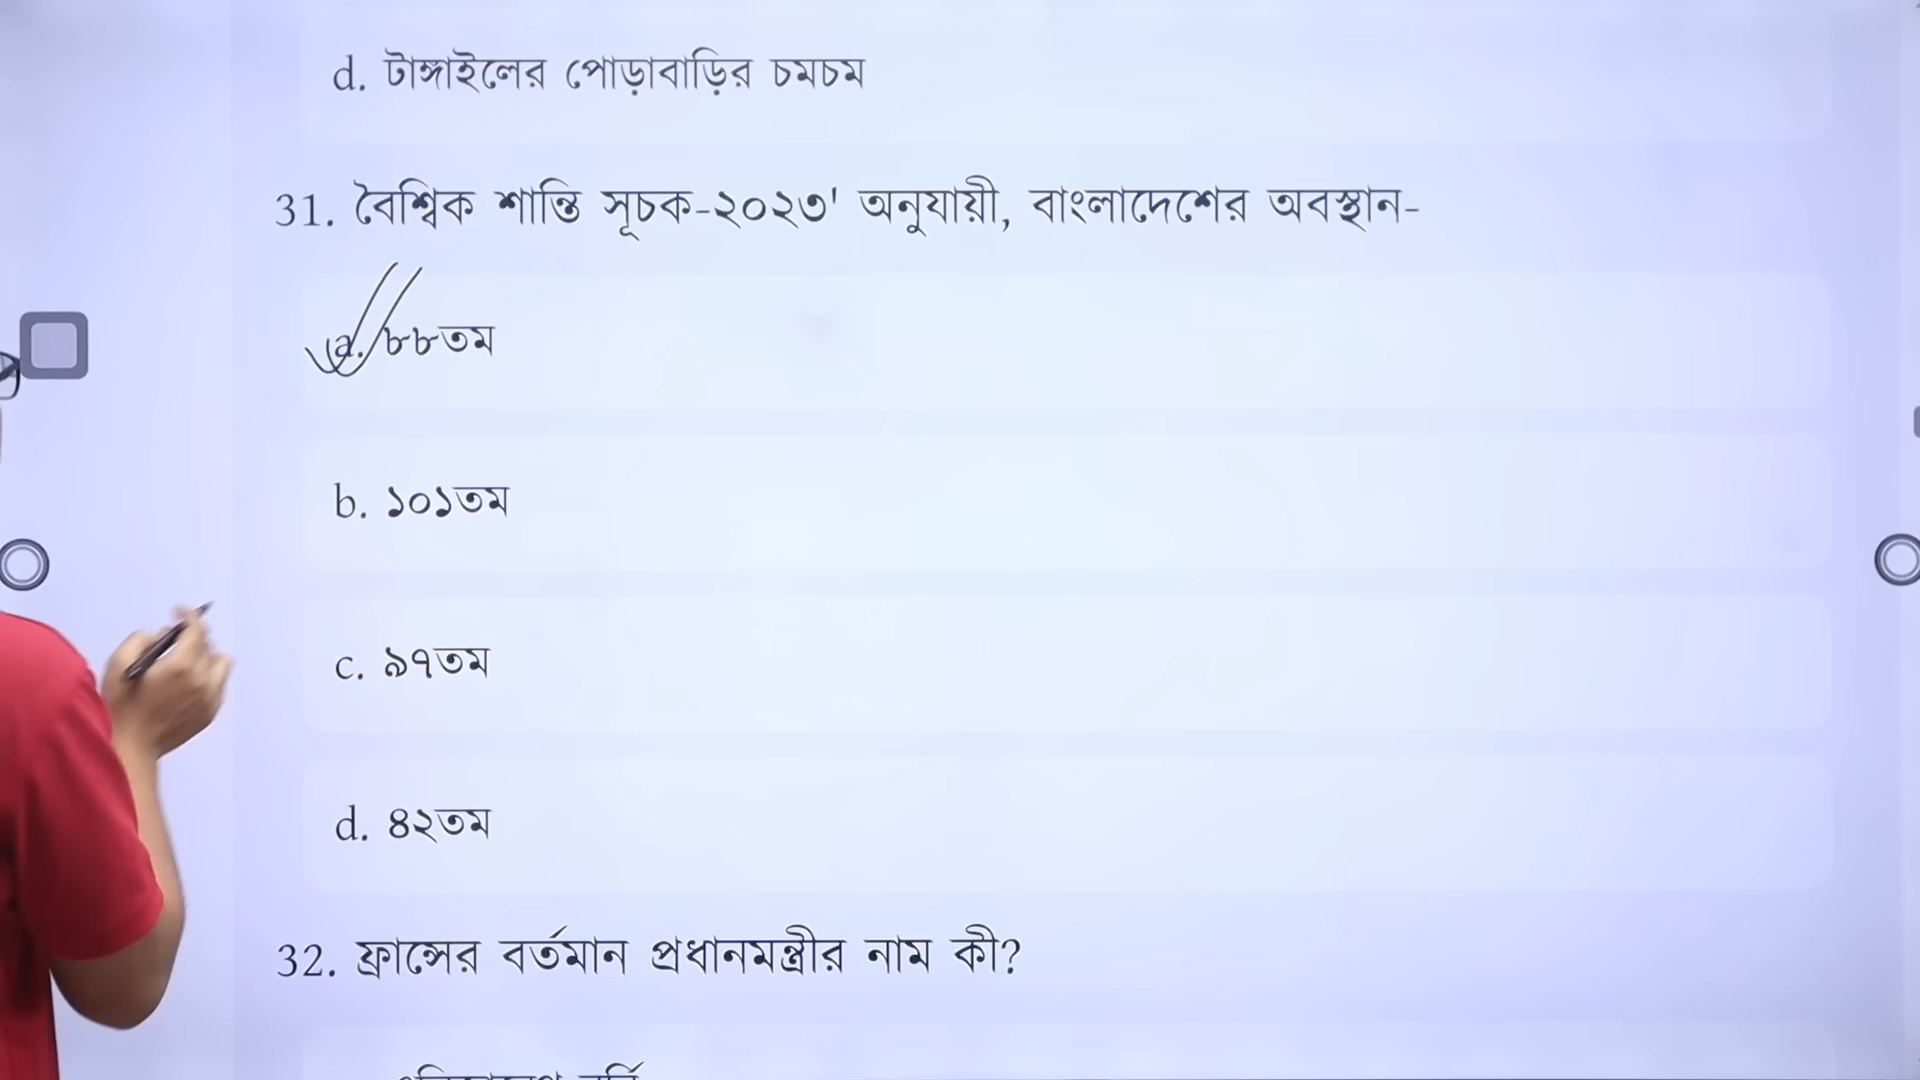 d. টাঙ্গাইলের পোড়াবাড়ির চমচম
31. বৈশ্বিক শান্তি সূচক-২০২৩' অনুযায়ী, বাংলাদেশের অবস্থান-
a. ৮৮তম
b. ১০১তম
c. ৯৭তম
d. ৪২তম
32. ফ্রান্সের বর্তমান প্রধানমন্ত্রীর নাম কী?